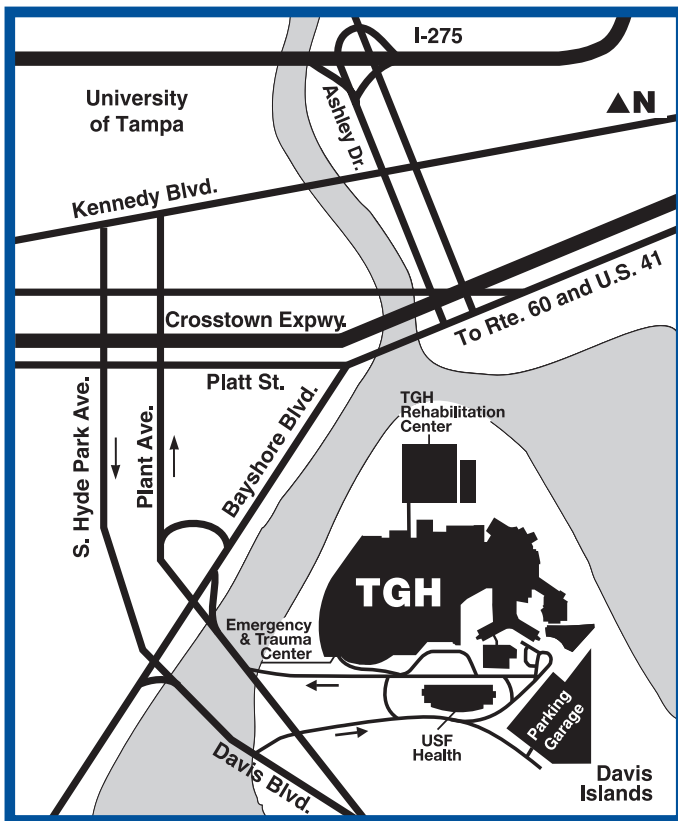 I-275
University
of Tampa
Ashley Dr.
N
Kennedy Blvd.
Crosstown Expwy.
To Rte. 60 and U.S. 41
Platt St.
S. Hyde Park Ave.
Plant Ave.
Bayshore Blvd.
TGH
Rehabilitation
Center
TGH
Emergency
& Trauma
Center
USF
Health
Parking
Garage
Davis Blvd.
Davis
Islands